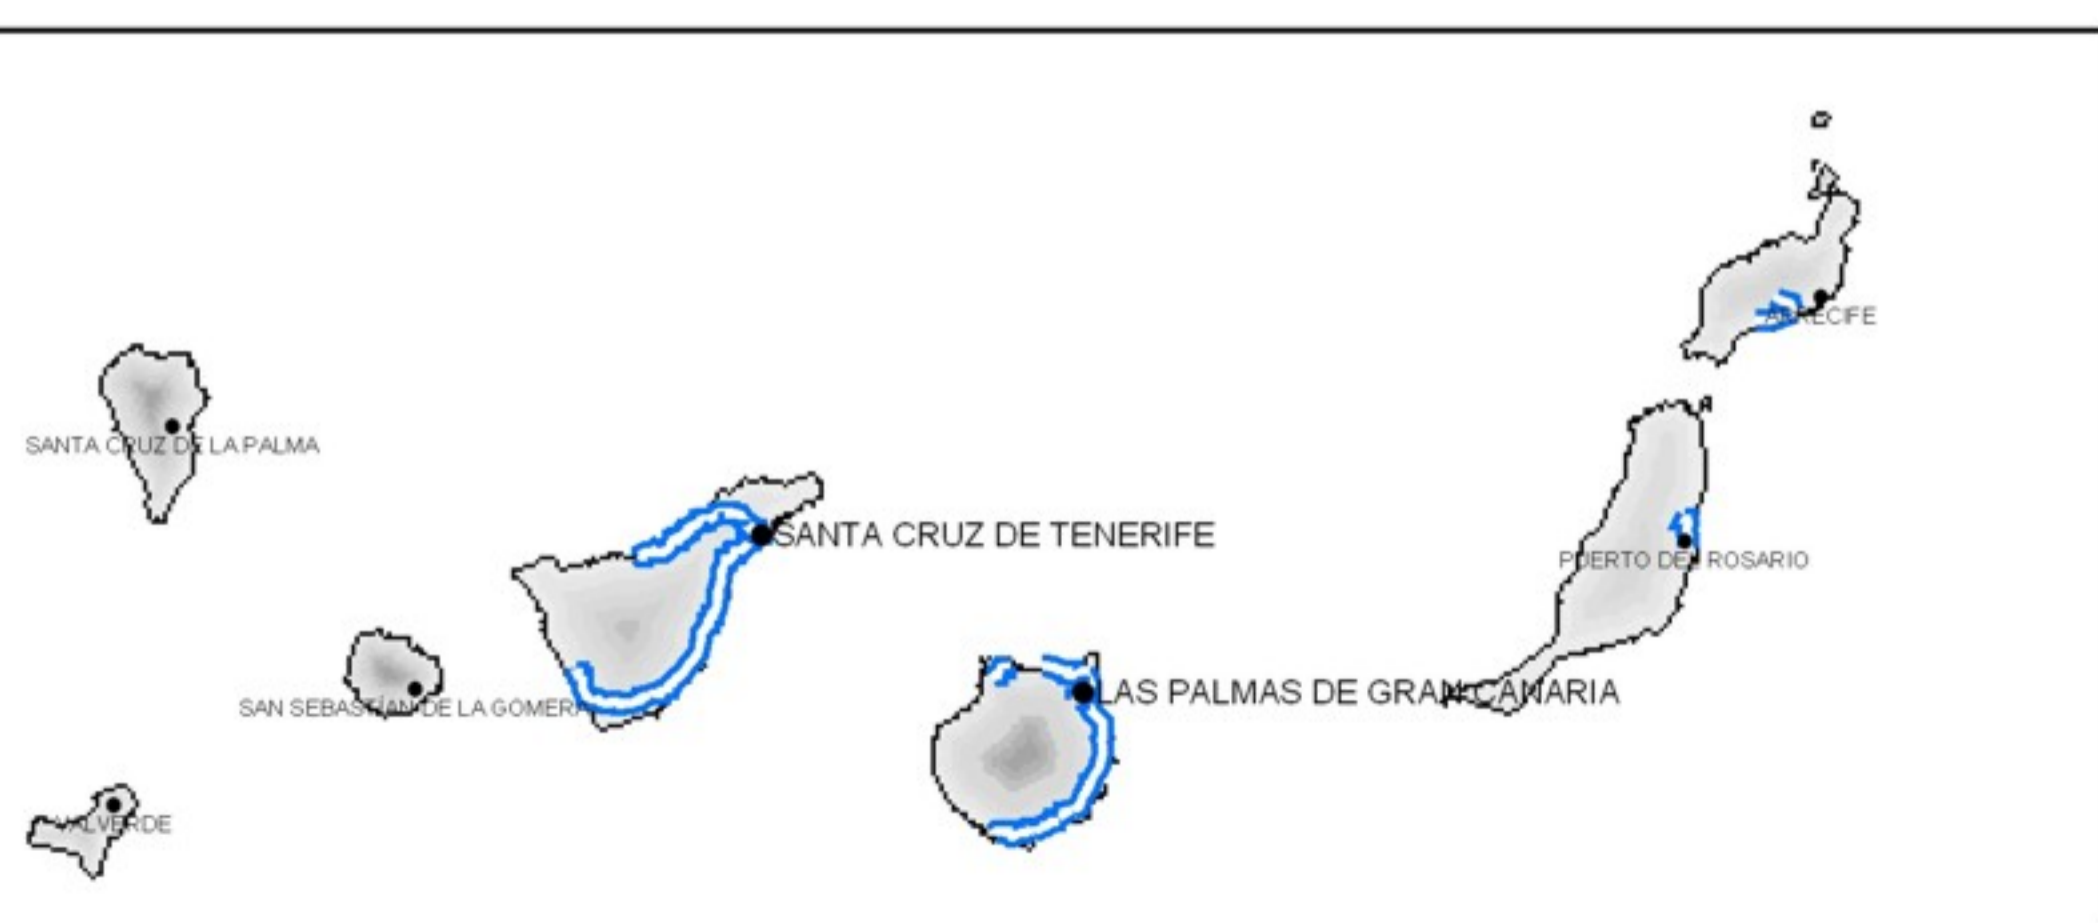 ARRECIFE
SANTA CRUZ DE LA PALMA
SANTA CRUZ DE TENERIFE
PUERTO DEL ROSARIO
LAS PALMAS DE GRAN CANARIA
SAN SEBASTÍAN DE LA GOMERA
VALVERDE